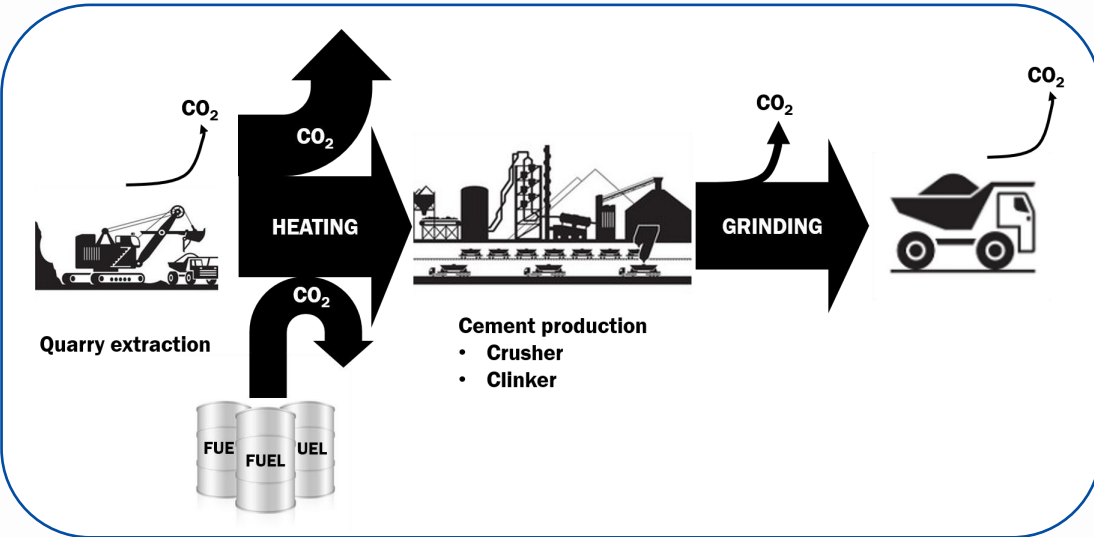 CO₂
CO₂
CO₂
CO₂
HEATING
GRINDING
CO₂
Quarry extraction
Cement production
• Crusher
• Clinker
FUE
FUEL
UEL